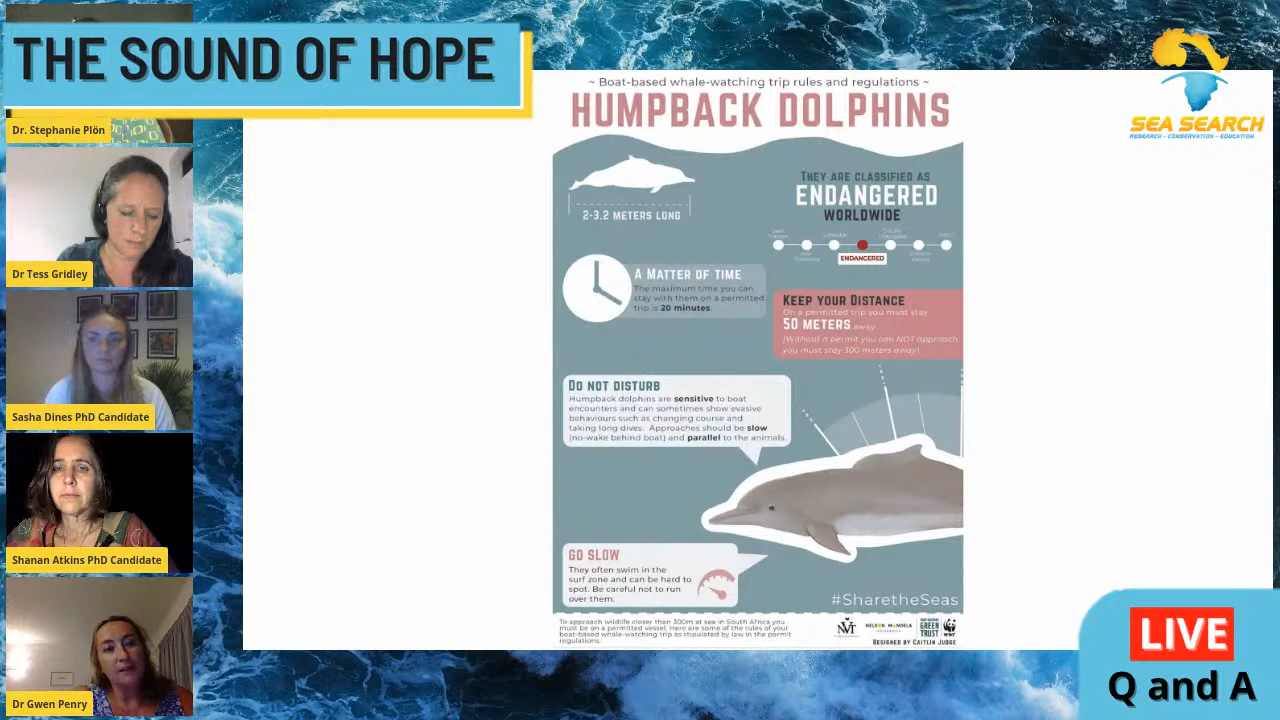 THE SOUND OF HOPE
Dr. Stephanie Plön
Dr Tess Gridley
Sasha Dines PhD Candidate
Shanan Atkins PhD Candidate
Dr Gwen Penry
~ Boat-based whale-watching trip rules and regulations ~
HUMPBACK DOLPHINS
2-3.2 METERS LONG
THEY ARE CLASSIFIED AS
ENDANGERED
WORLDWIDE
ENDANGERED
A MATTER OF TIME
The maximum time you can
stay with them on a permitted
trip is 20 minutes.
KEEP YOUR DISTANCE
On a permitted trip you must stay
50 METERS away
(Without a permit you can NOT approach,
you must stay 300 meters away!)
DO NOT DISTURB
Humpback dolphins are sensitive to boat
encounters and can sometimes show evasive
behaviours such as changing course and
taking long dives. Approaches should be slow
(no-wake behind boat) and parallel to the animals.
GO SLOW
They often swim in the
surf zone and can be hard to
spot. Be careful not to run
over them.
#SharetheSeas
To approach wildlife closer than 300m at sea in South Africa you
must be on a permitted vessel. Here are some of the rules of your
boat-based whale-watching trip as stipulated by law in the permit
regulations.
NELSON MANDELA
GREEN
TRUST
WWF
DESIGNED BY CAITLIN JUDGE
SEA SEARCH
RESEARCH - CONSERVATION - EDUCATION
LIVE
Q and A